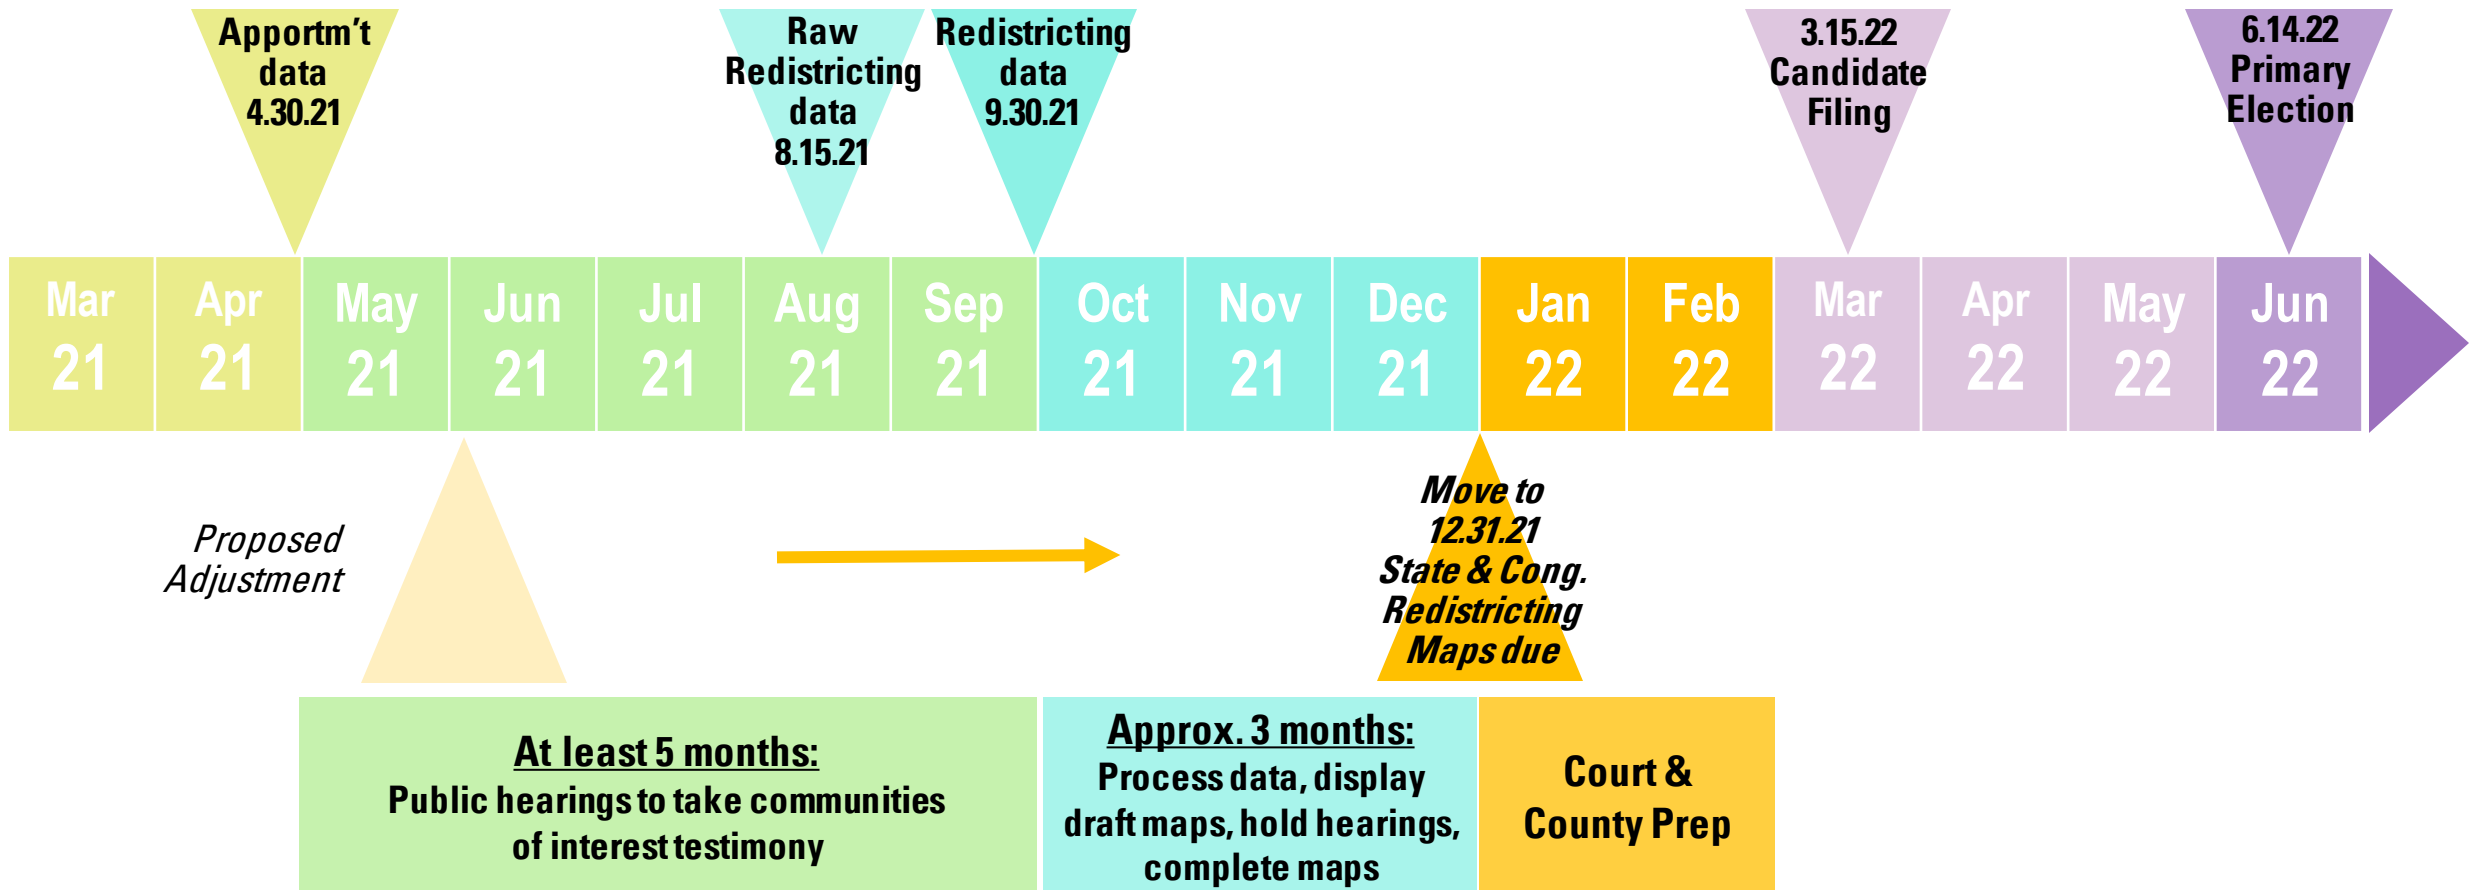 Apportm't
data
4.30.21
Raw
Redistricting
data
8.15.21
Redistricting
data
9.30.21
3.15.22
Candidate
Filing
6.14.22
Primary
Election
Mar
21
Apr
21
May
21
Jun
21
Jul
21
Aug
21
Sep
21
Oct
21
Nov
21
Dec
21
Jan
22
Feb
22
Mar
22
Apr
22
May
22
Jun
22
Proposed
Adjustment
Move to
12.31.21
State & Cong.
Redistricting
Maps due
At least 5 months:
Public hearings to take communities
of interest testimony
Approx. 3 months:
Process data, display
draft maps, hold hearings,
complete maps
Court &
County Prep